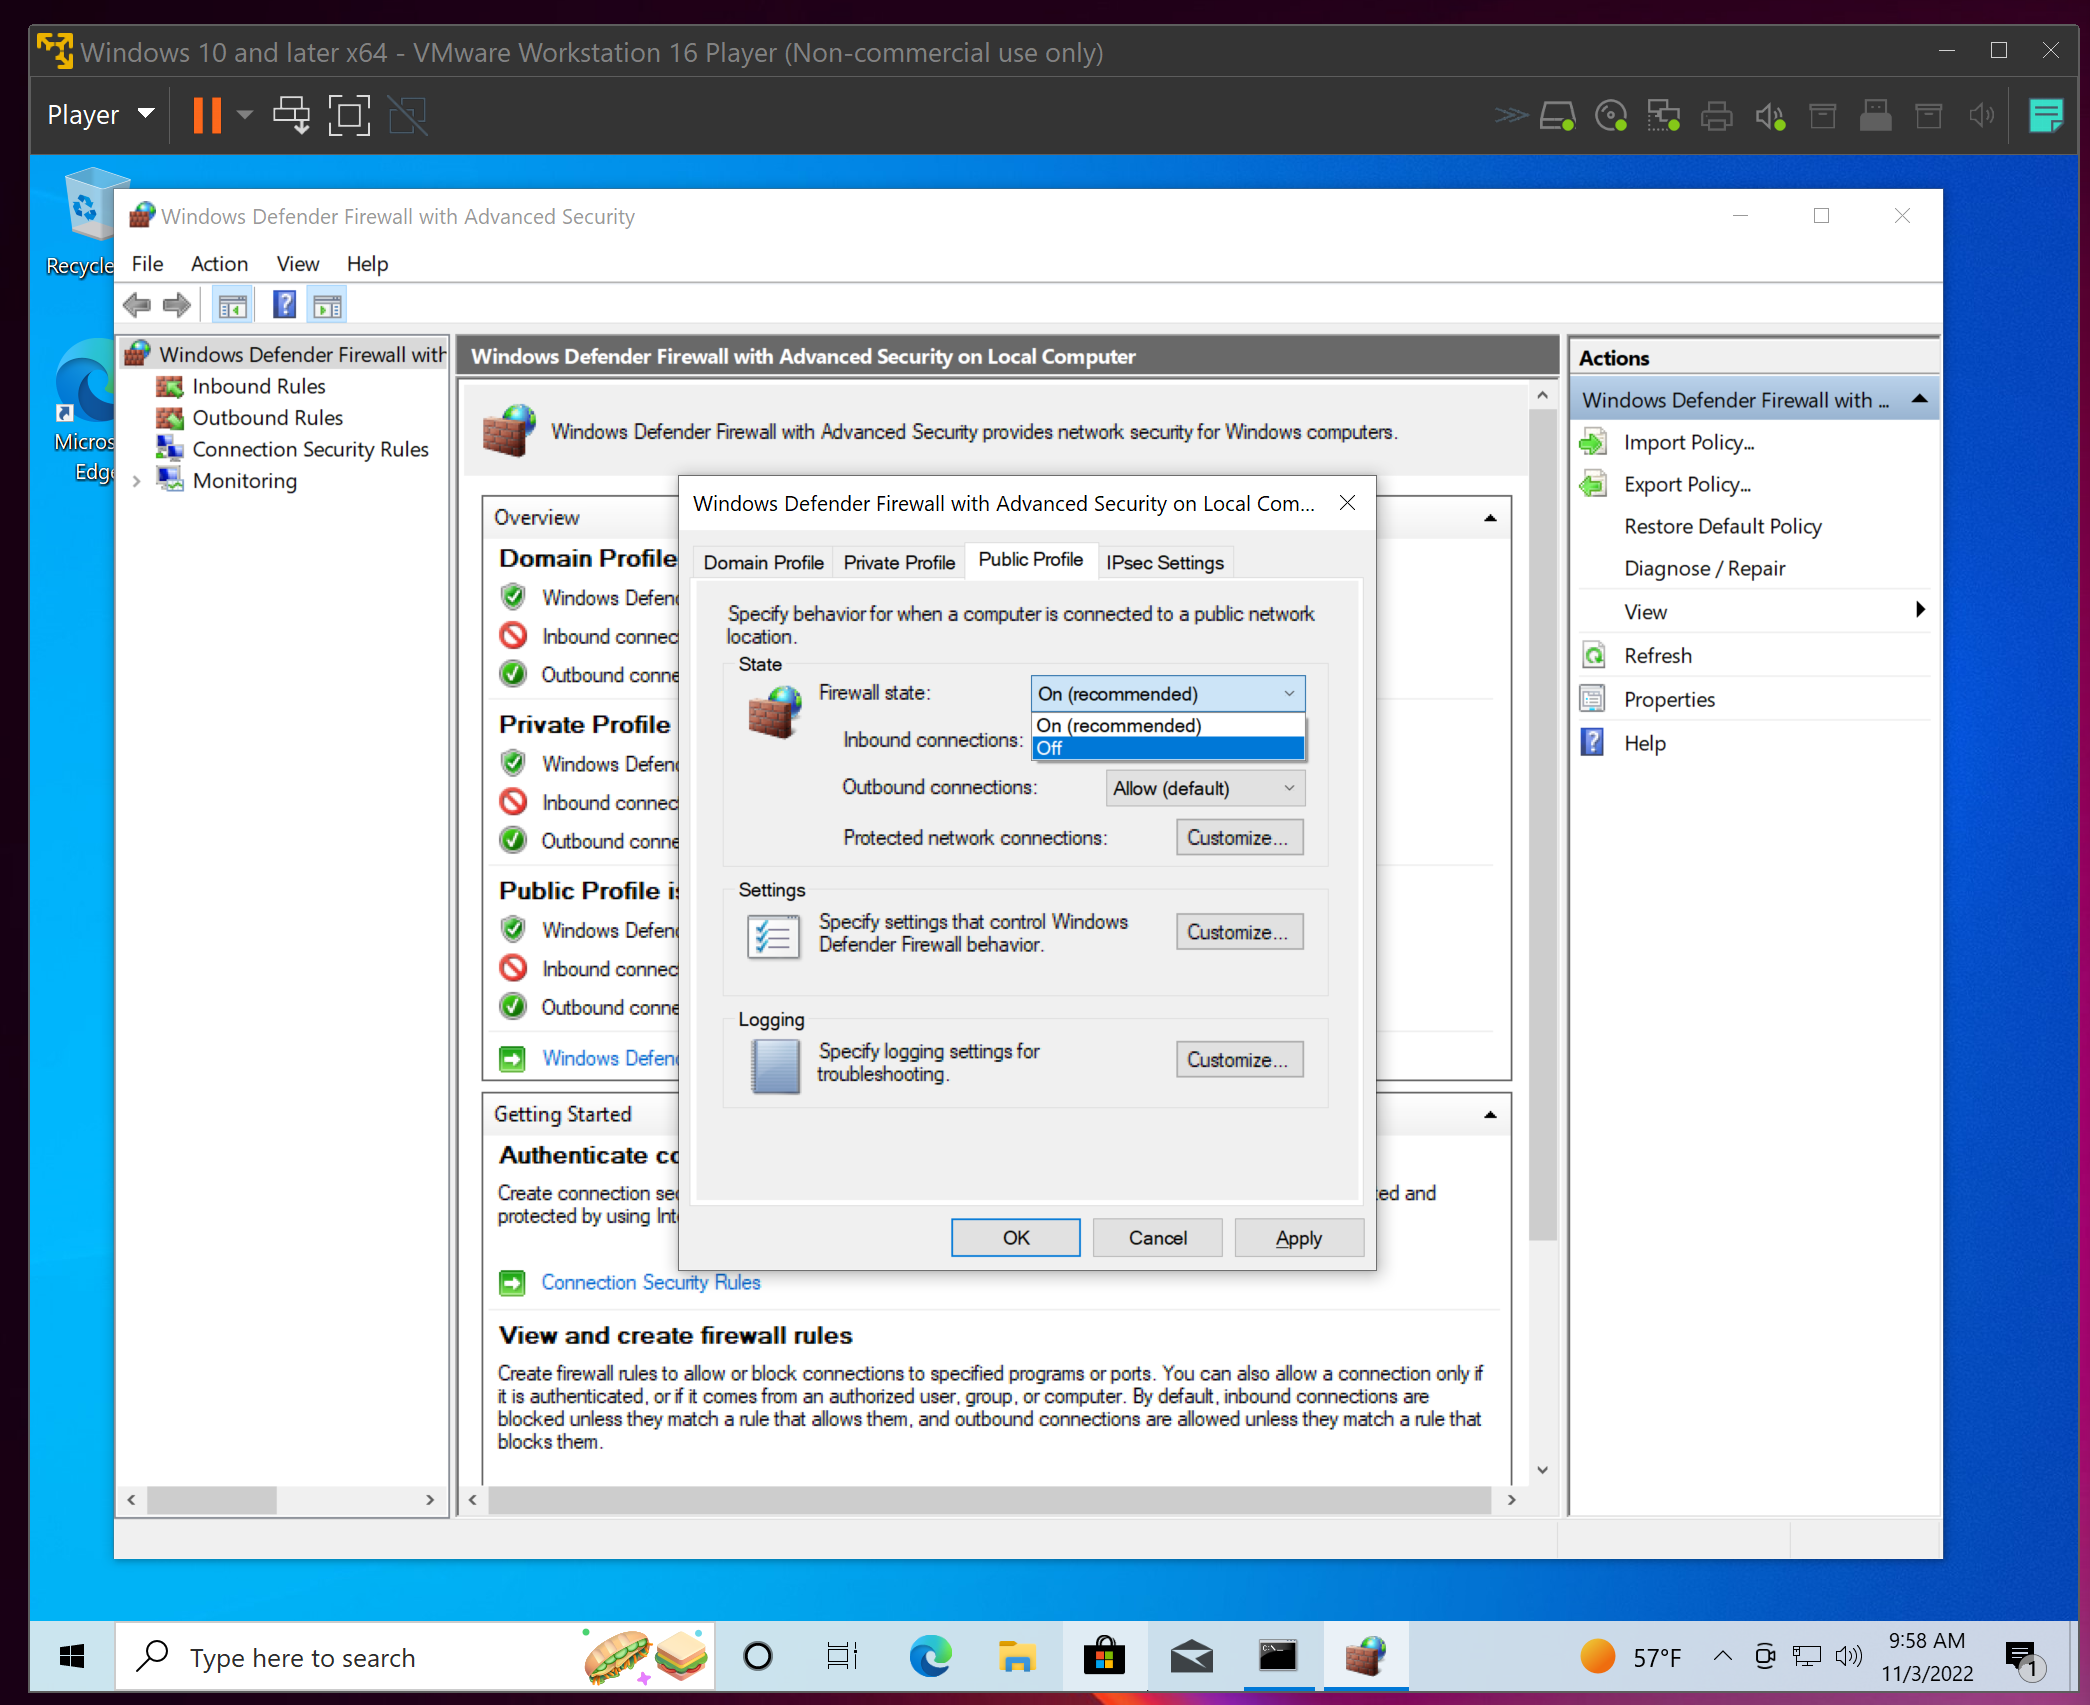 Windows 10 and later x64 - VMware Workstation 16 Player (Non-commercial use only)
Player
Recycle
Micros
Edge
Windows Defender Firewall with Advanced Security
File Action View Help
Windows Defender Firewall with
Inbound Rules
Outbound Rules
Connection Security Rules
Monitoring
Windows Defender Firewall with Advanced Security on Local Computer
Windows Defender Firewall with Advanced Security provides network security for Windows computers.
Overview
Domain Profile
Windows Defend
Inbound connec
Outbound conne
Private Profile
Windows Defend
Inbound connec
Outbound conne
Public Profile is
Windows Defend
Inbound connec
Outbound conne
Windows Defend
Getting Started
Authenticate co
Create connection sec
ted and
protected by using Inte
Connection Security Rules
View and create firewall rules
Create firewall rules to allow or block connections to specified programs or ports. You can also allow a connection only if
it is authenticated, or if it comes from an authorized user, group, or computer. By default, inbound connections are
blocked unless they match a rule that allows them, and outbound connections are allowed unless they match a rule that
blocks them.
Windows Defender Firewall with Advanced Security on Local Com...
Domain Profile Private Profile Public Profile IPsec Settings
Specify behavior for when a computer is connected to a public network
location.
State
Firewall state: On (recommended)
On (recommended)
Off
Inbound connections:
Outbound connections: Allow (default)
Protected network connections: Customize...
Settings
Specify settings that control Windows
Defender Firewall behavior.
Customize...
Logging
Specify logging settings for
troubleshooting.
Customize...
OK Cancel Apply
Actions
Windows Defender Firewall with ...
Import Policy...
Export Policy...
Restore Default Policy
Diagnose / Repair
View
Refresh
Properties
Help
Type here to search
C:\
57°F
9:58 AM
11/3/2022
1